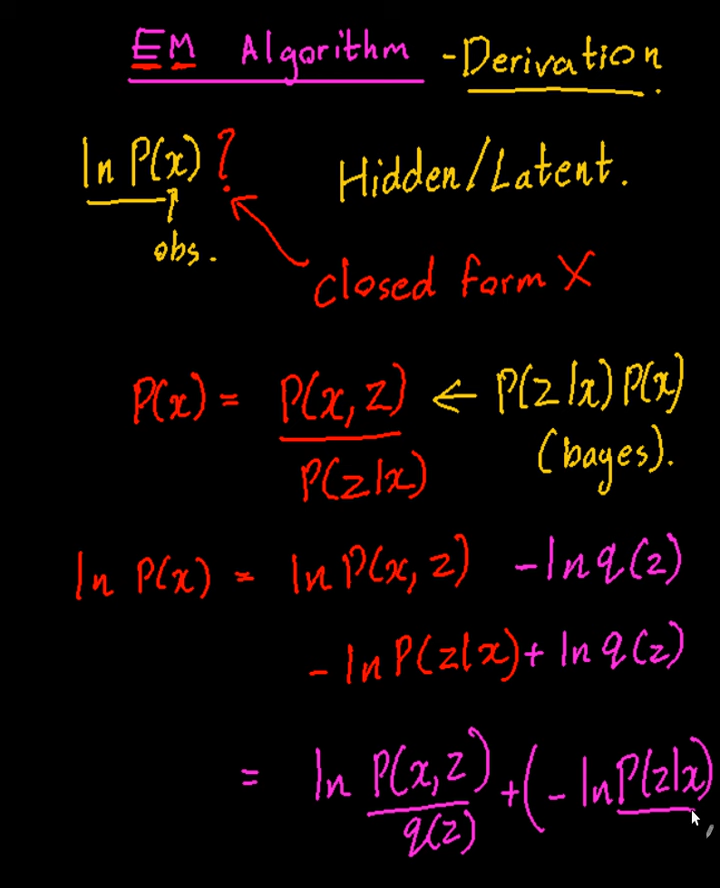 EM Algorithm - Derivation
ln P(x) ? Hidden/Latent.
obs.
closed form X
P(x) = P(x, z) ← P(z|x) P(x)
P(z|x) (bayes).
ln P(x) = ln P(x, z) - ln q(z)
- ln P(z|x) + ln q(z)
= ln P(x, z) + (- ln P(z|x)
q(z)